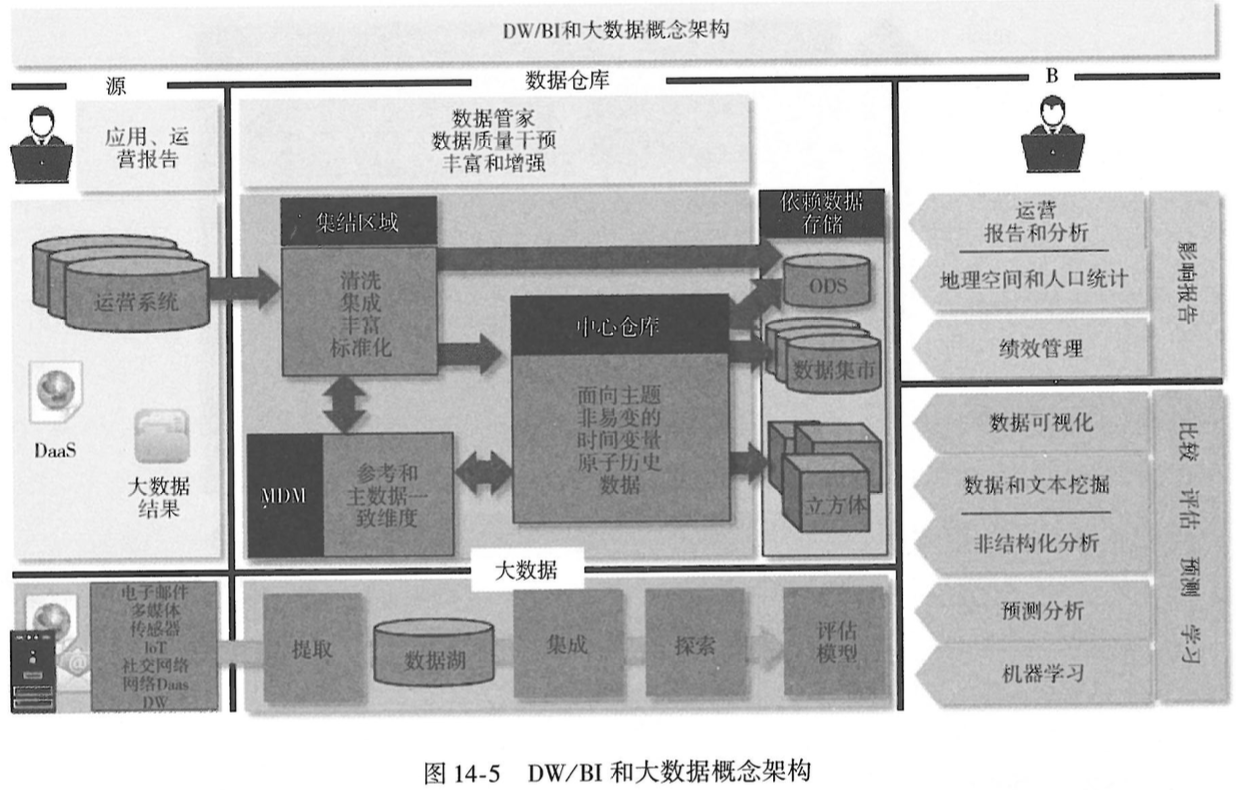 DW/BI和大数据概念架构
源
数据仓库
B
应用、运
营报告
数据管家
数据质量干预
丰富和增强
运营系统
DaaS
大数据
结果
集结区域
清洗
集成
丰富
标准化
MDM
参考和
主数据一
致维度
中心仓库
面向主题
非易变的
时间变量
原子历史
数据
依赖数据
存储
ODS
数据集市
立方体
运营
报告和分析
地理空间和人口统计
绩效管理
影响报告
数据可视化
数据和文本挖掘
非结构化分析
预测分析
机器学习
比较 评估 预测 学习
大数据
电子邮件
多媒体
传感器
IoT
社交网络
网络Daas
DW
提取
数据湖
集成
探索
评估
模型
图 14-5 DW/BI 和大数据概念架构